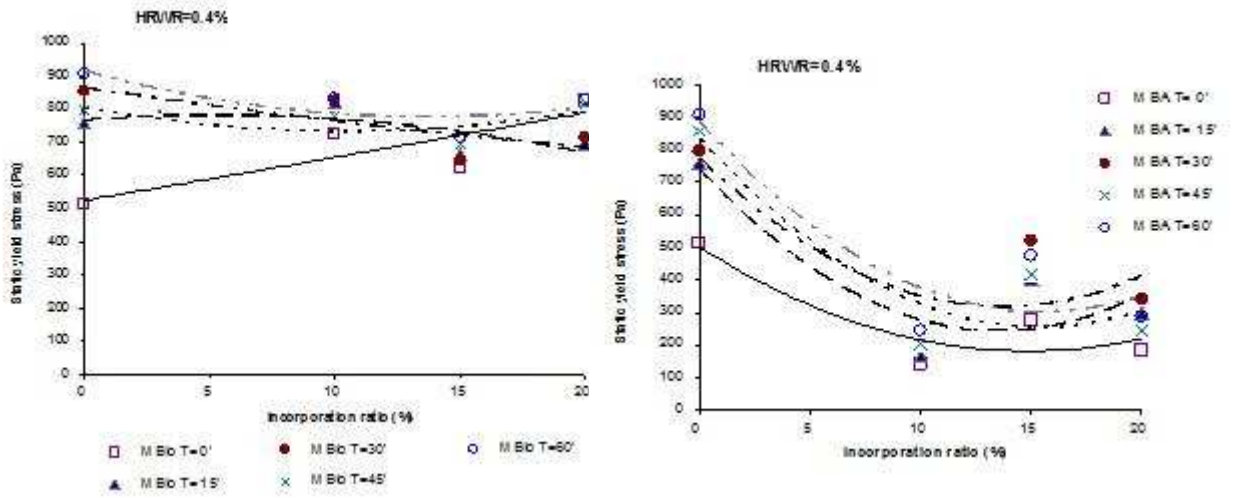 HRWR=0.4%
Static yield stress (Pa)
1000
900
800
700
600
500
400
300
200
100
0
0 5 10 15 20
Incorporation ratio (%)
M Bio T=0'
M Bio T=30'
M Bio T=60'
M Bio T=15'
M Bio T=45'
HRWR=0.4%
Static yield stress (Pa)
1000
900
800
700
600
500
400
300
200
100
0
0 5 10 15 20
Incorporation ratio (%)
M BA T= 0'
M BA T= 15'
M BA T=30'
M BA T=45'
M BA T=60'